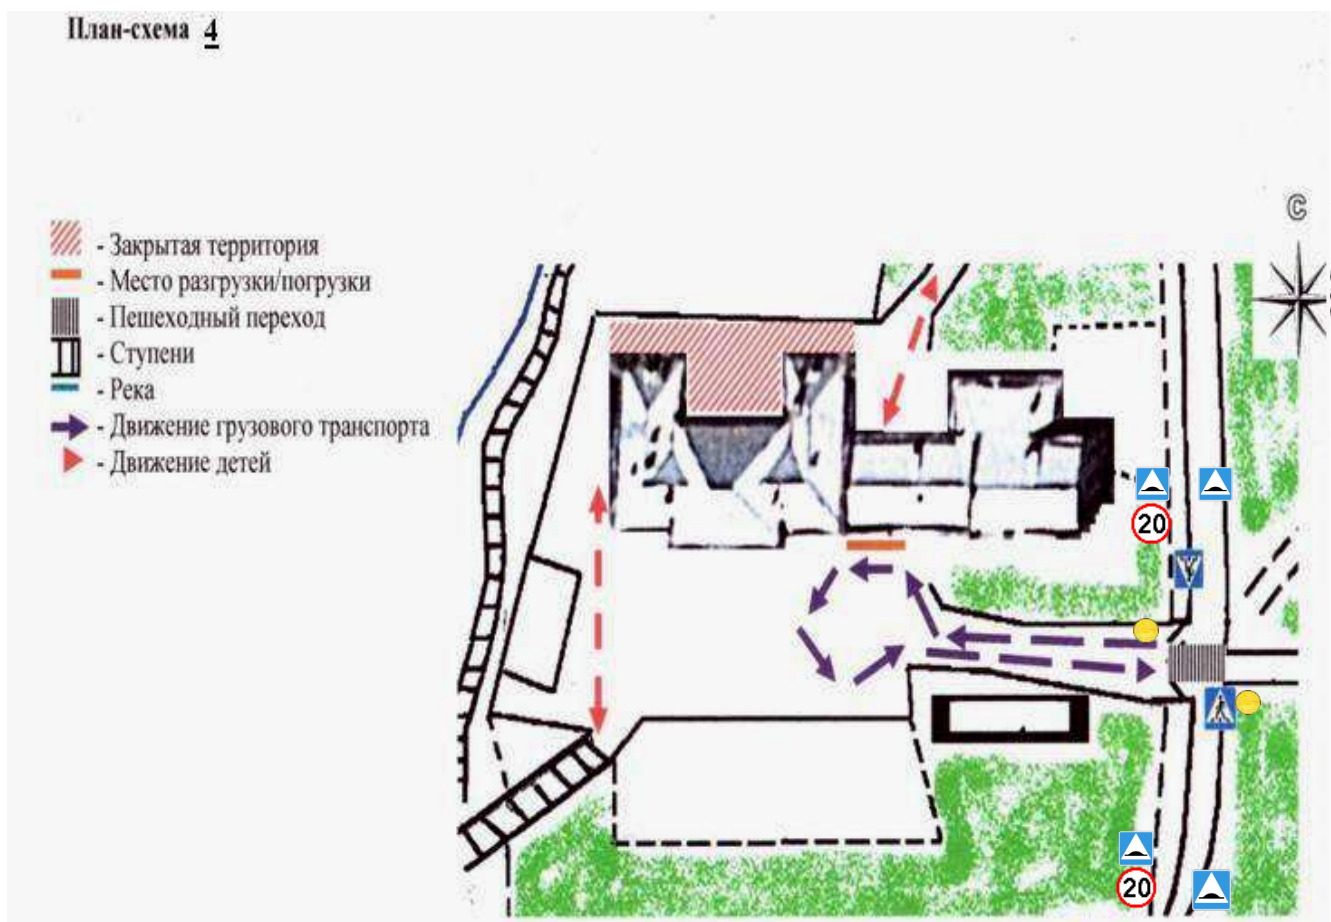 План-схема 4
С
- Закрытая территория
- Место разгрузки/погрузки
- Пешеходный переход
- Ступени
- Река
- Движение грузового транспорта
- Движение детей
20
20